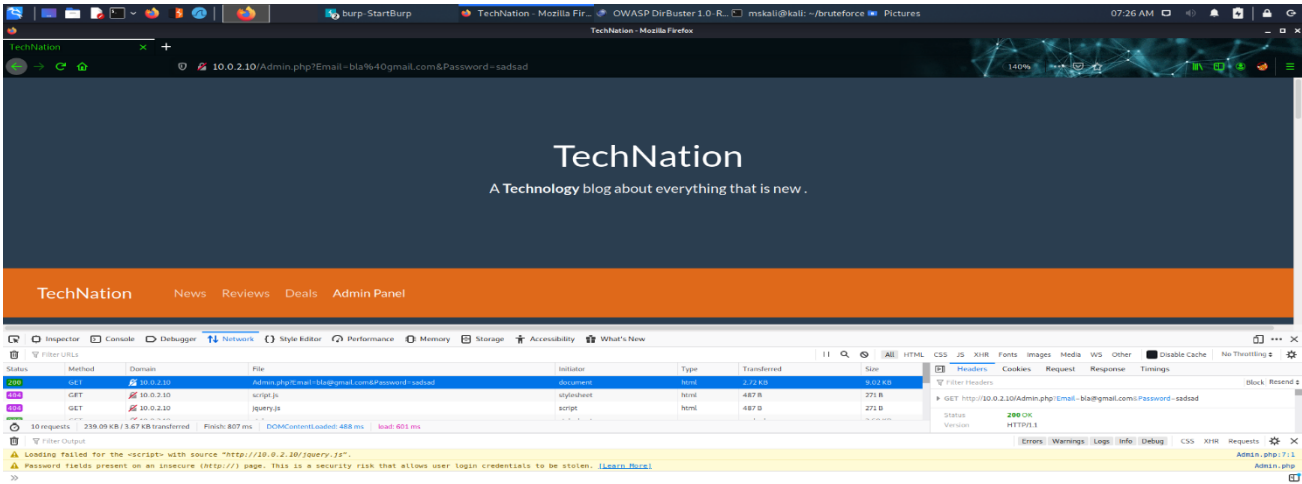 burp-StartBurp TechNation - Mozilla Fir... OWASP DirBuster 1.0-R... mskali@kali: ~/bruteforce Pictures 07:26 AM
TechNation - Mozilla Firefox
TechNation
10.0.2.10/Admin.php?Email=bla%40gmail.com&Password=sadsad 140%
TechNation
A Technology blog about everything that is new .
TechNation News Reviews Deals Admin Panel
Inspector Console Debugger Network Style Editor Performance Memory Storage Accessibility What's New
Filter URLs All HTML CSS JS XHR Fonts Images Media WS Other Disable Cache No Throttling
Status Method Domain File Initiator Type Transferred Size Headers Cookies Request Response Timings
200 GET 10.0.2.10 Admin.php?Email=bla@gmail.com&Password=sadsad document html 2.72 KB 9.02 KB
Filter Headers Block Resend
404 GET 10.0.2.10 script.js stylesheet html 487 B 271 B
GET http://10.0.2.10/Admin.php?Email=bla@gmail.com&Password=sadsad
404 GET 10.0.2.10 jquery.js script html 487 B 271 B
Status 200 OK
Version HTTP/1.1
10 requests 239.09 KB / 3.67 KB transferred Finish: 807 ms DOMContentLoaded: 488 ms load: 601 ms
Filter Output Errors Warnings Logs Info Debug CSS XHR Requests
Loading failed for the <script> with source "http://10.0.2.10/jquery.js". Admin.php:7:1
Password fields present on an insecure (http://) page. This is a security risk that allows user login credentials to be stolen. [Learn More] Admin.php